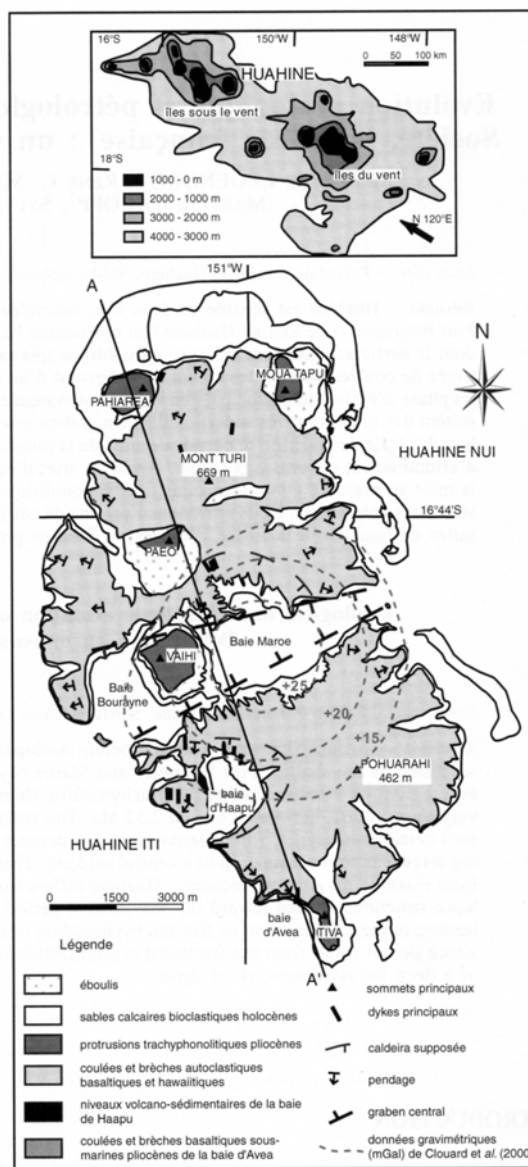 16°S
150°W
148°W
0 50 100 km
HUAHINE
îles sous le vent
18°S
îles du vent
1000 - 0 m
2000 - 1000 m
3000 - 2000 m
4000 - 3000 m
N 120°E
151°W
A
N
PAHIAREA
MOUA TAPU
HUAHINE NUI
MONT TURI
669 m
16°44'S
PAEO
Baie Maroe
VAIHI
Baie
Bourayne
+25
+20
+15
POHUARAHI
462 m
baie
d'Haapu
HUAHINE ITI
baie
d'Avea
ITIVA
0 1500 3000 m
A'
Légende
éboulis
sables calcaires bioclastiques holocènes
protrusions trachyphonolitiques pliocènes
coulées et brèches autoclastiques
basaltiques et hawaiitiques
niveaux volcano-sédimentaires de la baie
de Haapu
coulées et brèches basaltiques sous-
marines pliocènes de la baie d'Avea
sommets principaux
dykes principaux
caldeira supposée
pendage
graben central
données gravimétriques
(mGal) de Clouard et al. (2000)